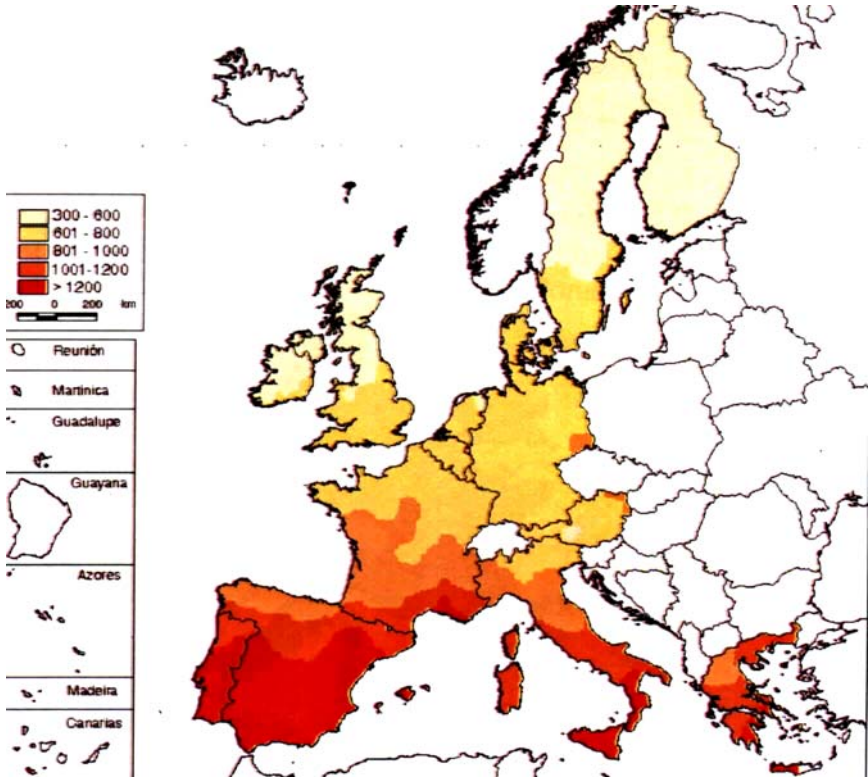 300 - 600
601 - 800
801 - 1000
1001-1200
> 1200
200 0 200 km
Reunión
Martinica
Guadalupe
Guayana
Azores
Madeira
Canarias